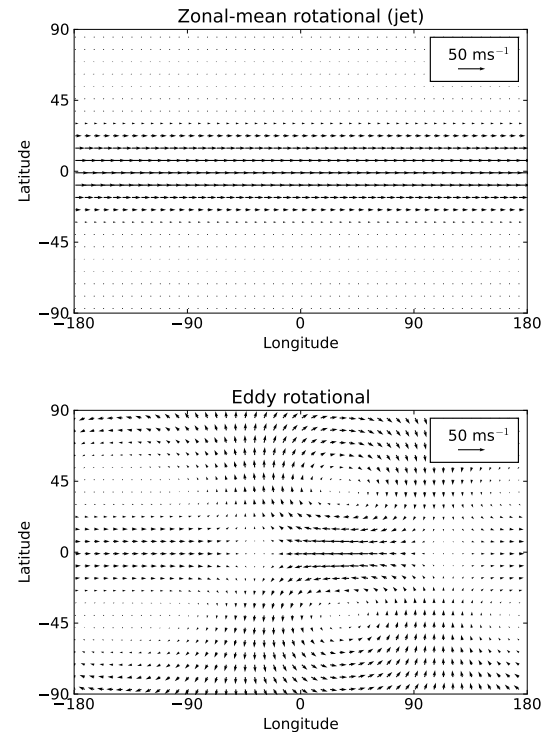 Zonal-mean rotational (jet)
90
50 ms⁻¹
45
0
−45
−90
Latitude
−180 −90 0 90 180
Longitude
Eddy rotational
90
50 ms⁻¹
45
0
−45
−90
Latitude
−180 −90 0 90 180
Longitude